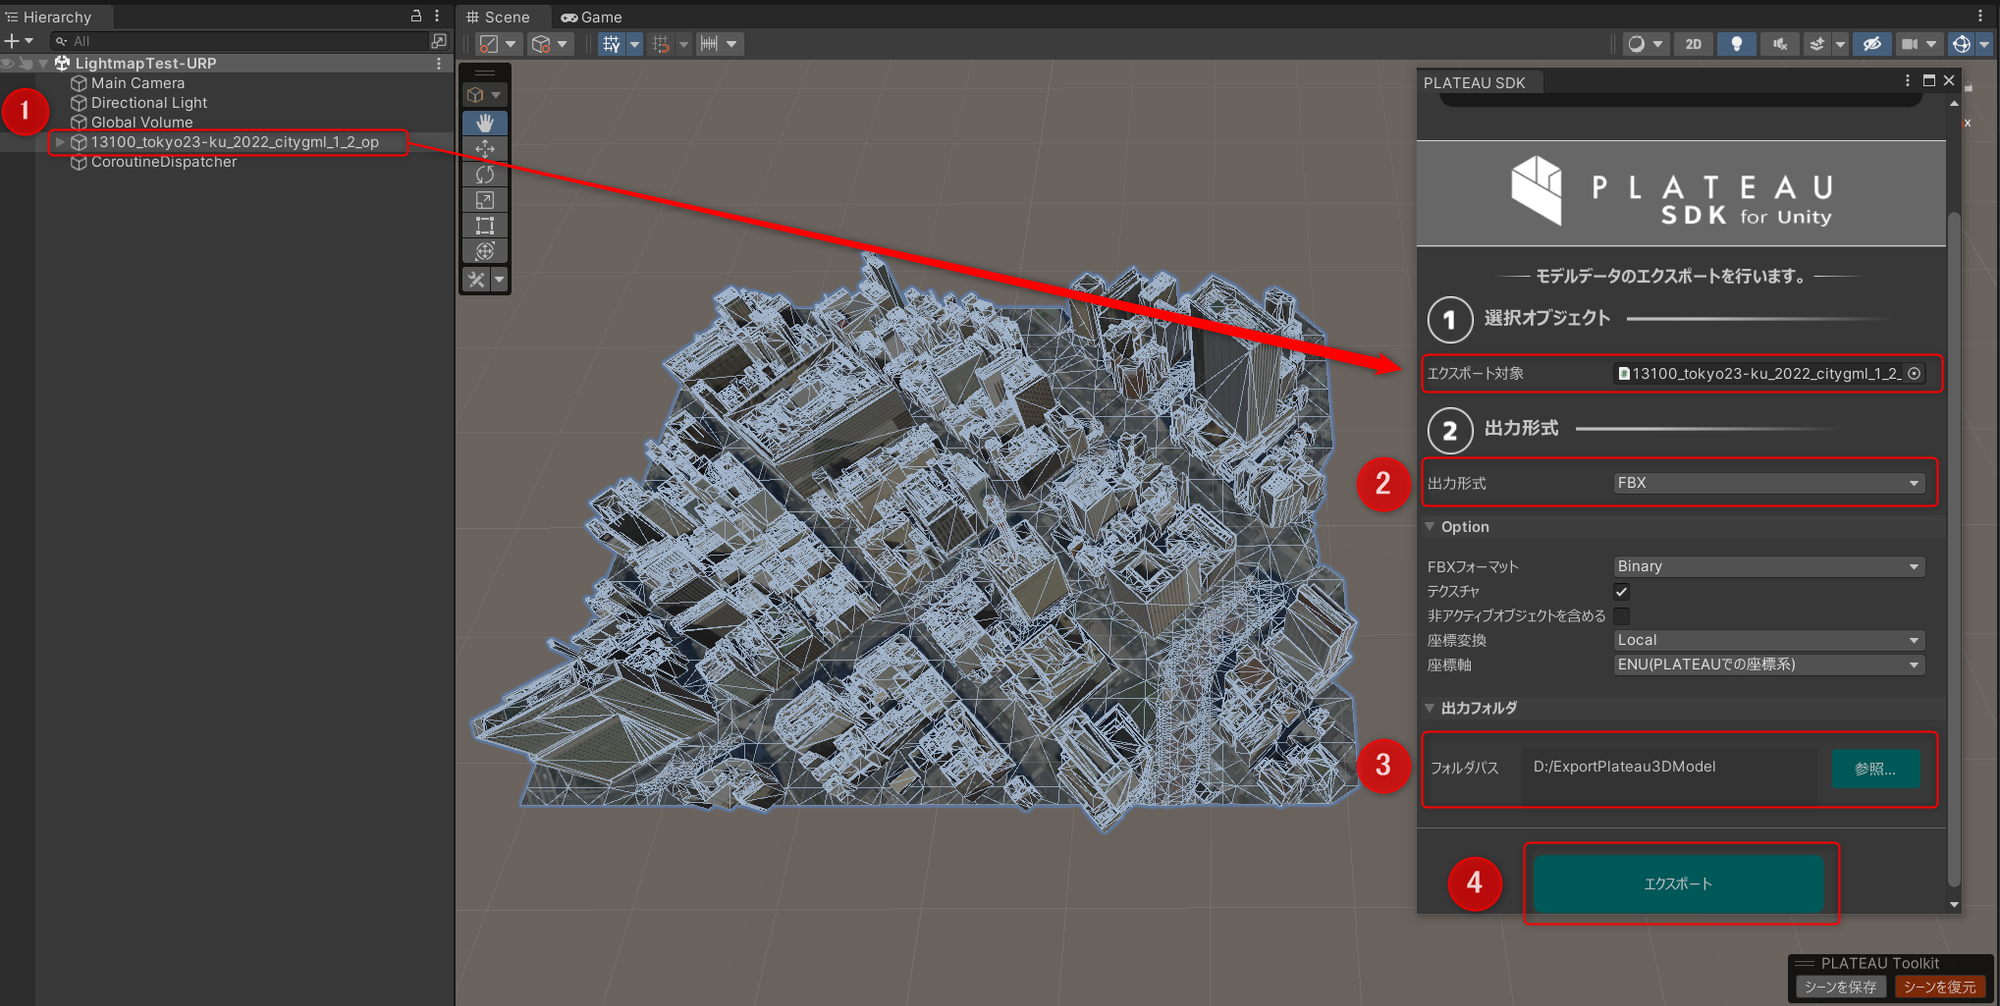 Hierarchy
All
LightmapTest-URP
Main Camera
Directional Light
Global Volume
13100_tokyo23-ku_2022_citygml_1_2_op
CoroutineDispatcher
1
Scene
Game
2D
PLATEAU SDK
x
PLATEAU
SDK for Unity
モデルデータのエクスポートを行います。
1 選択オブジェクト
エクスポート対象 13100_tokyo23-ku_2022_citygml_1_2_
2 出力形式
2
出力形式 FBX
Option
FBXフォーマット Binary
テクスチャ
非アクティブオブジェクトを含める
座標変換 Local
座標軸 ENU(PLATEAUでの座標系)
出力フォルダ
3
フォルダパス D:/ExportPlateau3DModel 参照...
4
エクスポート
PLATEAU Toolkit
シーンを保存 シーンを復元